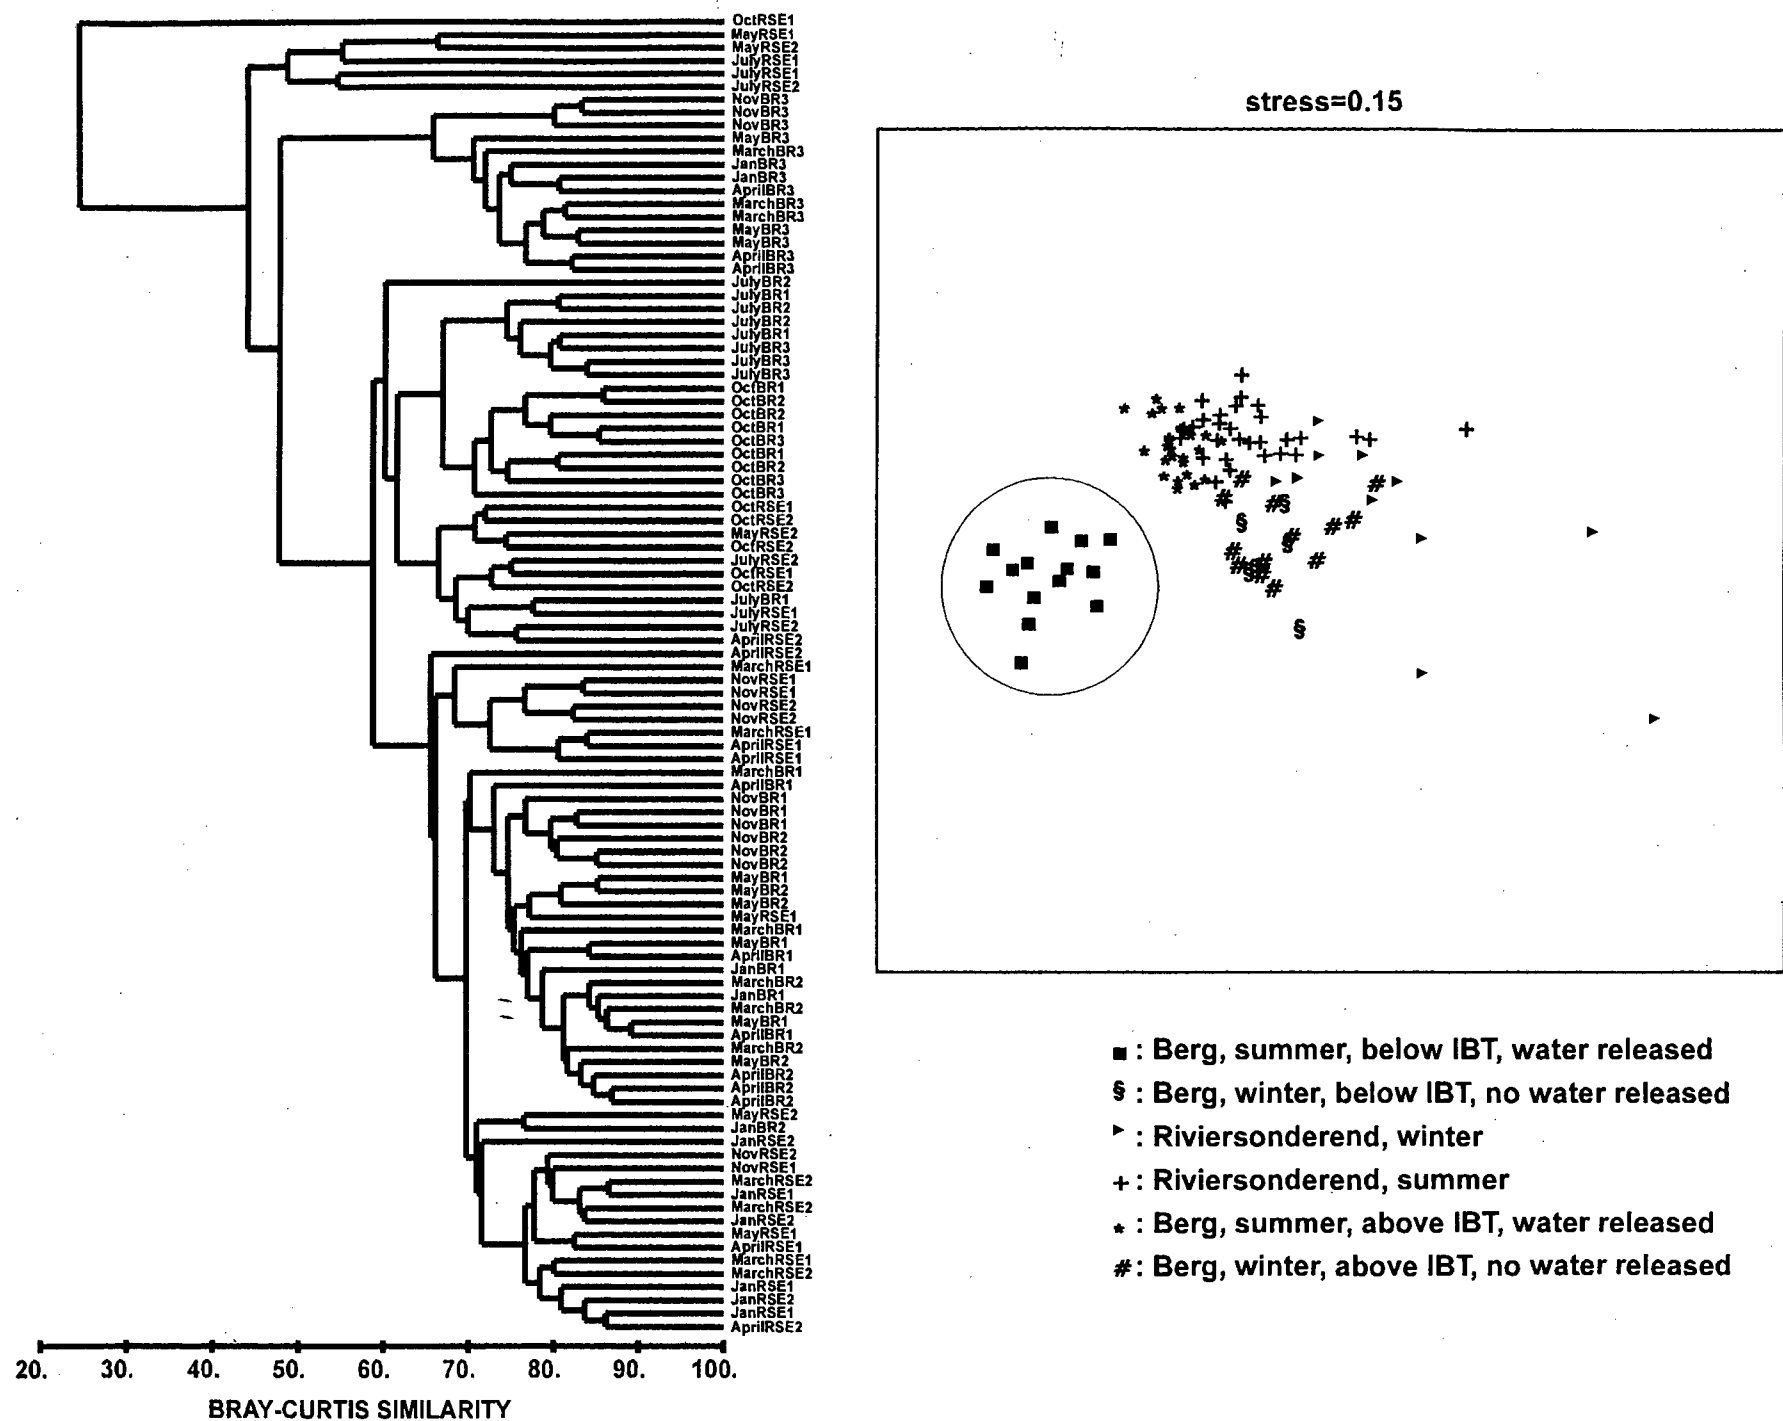 OctRSE1
MayRSE1
MayRSE2
JulyRSE1
JulyRSE1
JulyRSE2
NovBR3
NovBR3
NovBR3
MayBR3
MarchBR3
JanBR3
JanBR3
AprilBR3
MarchBR3
MarchBR3
MayBR3
MayBR3
AprilBR3
AprilBR3
JulyBR2
JulyBR1
JulyBR2
JulyBR2
JulyBR1
JulyBR3
JulyBR3
JulyBR3
OctBR1
OctBR2
OctBR2
OctBR1
OctBR3
OctBR1
OctBR2
OctBR3
OctBR3
OctRSE1
OctRSE2
MayRSE2
OctRSE2
JulyRSE2
OctRSE1
OctRSE2
JulyBR1
JulyRSE1
JulyRSE2
AprilRSE2
AprilRSE2
MarchRSE1
NovRSE1
NovRSE1
NovRSE2
NovRSE2
MarchRSE1
AprilRSE1
AprilRSE1
MarchBR1
AprilBR1
NovBR1
NovBR1
NovBR1
NovBR2
NovBR2
NovBR2
MayBR1
MayBR2
MayBR2
MayRSE1
MarchBR1
MayBR1
AprilBR1
JanBR1
MarchBR2
JanBR1
MarchBR2
MayBR1
AprilBR1
MarchBR2
MayBR2
AprilBR2
AprilBR2
AprilBR2
MayRSE2
JanBR2
JanRSE2
NovRSE2
NovRSE1
MarchRSE2
JanRSE1
MarchRSE2
JanRSE2
MayRSE1
AprilRSE1
MarchRSE1
MarchRSE2
JanRSE1
JanRSE2
JanRSE1
AprilRSE2
20. 30. 40. 50. 60. 70. 80. 90. 100.
BRAY-CURTIS SIMILARITY
stress=0.15
■ : Berg, summer, below IBT, water released
§ : Berg, winter, below IBT, no water released
► : Riviersonderend, winter
+ : Riviersonderend, summer
* : Berg, summer, above IBT, water released
# : Berg, winter, above IBT, no water released